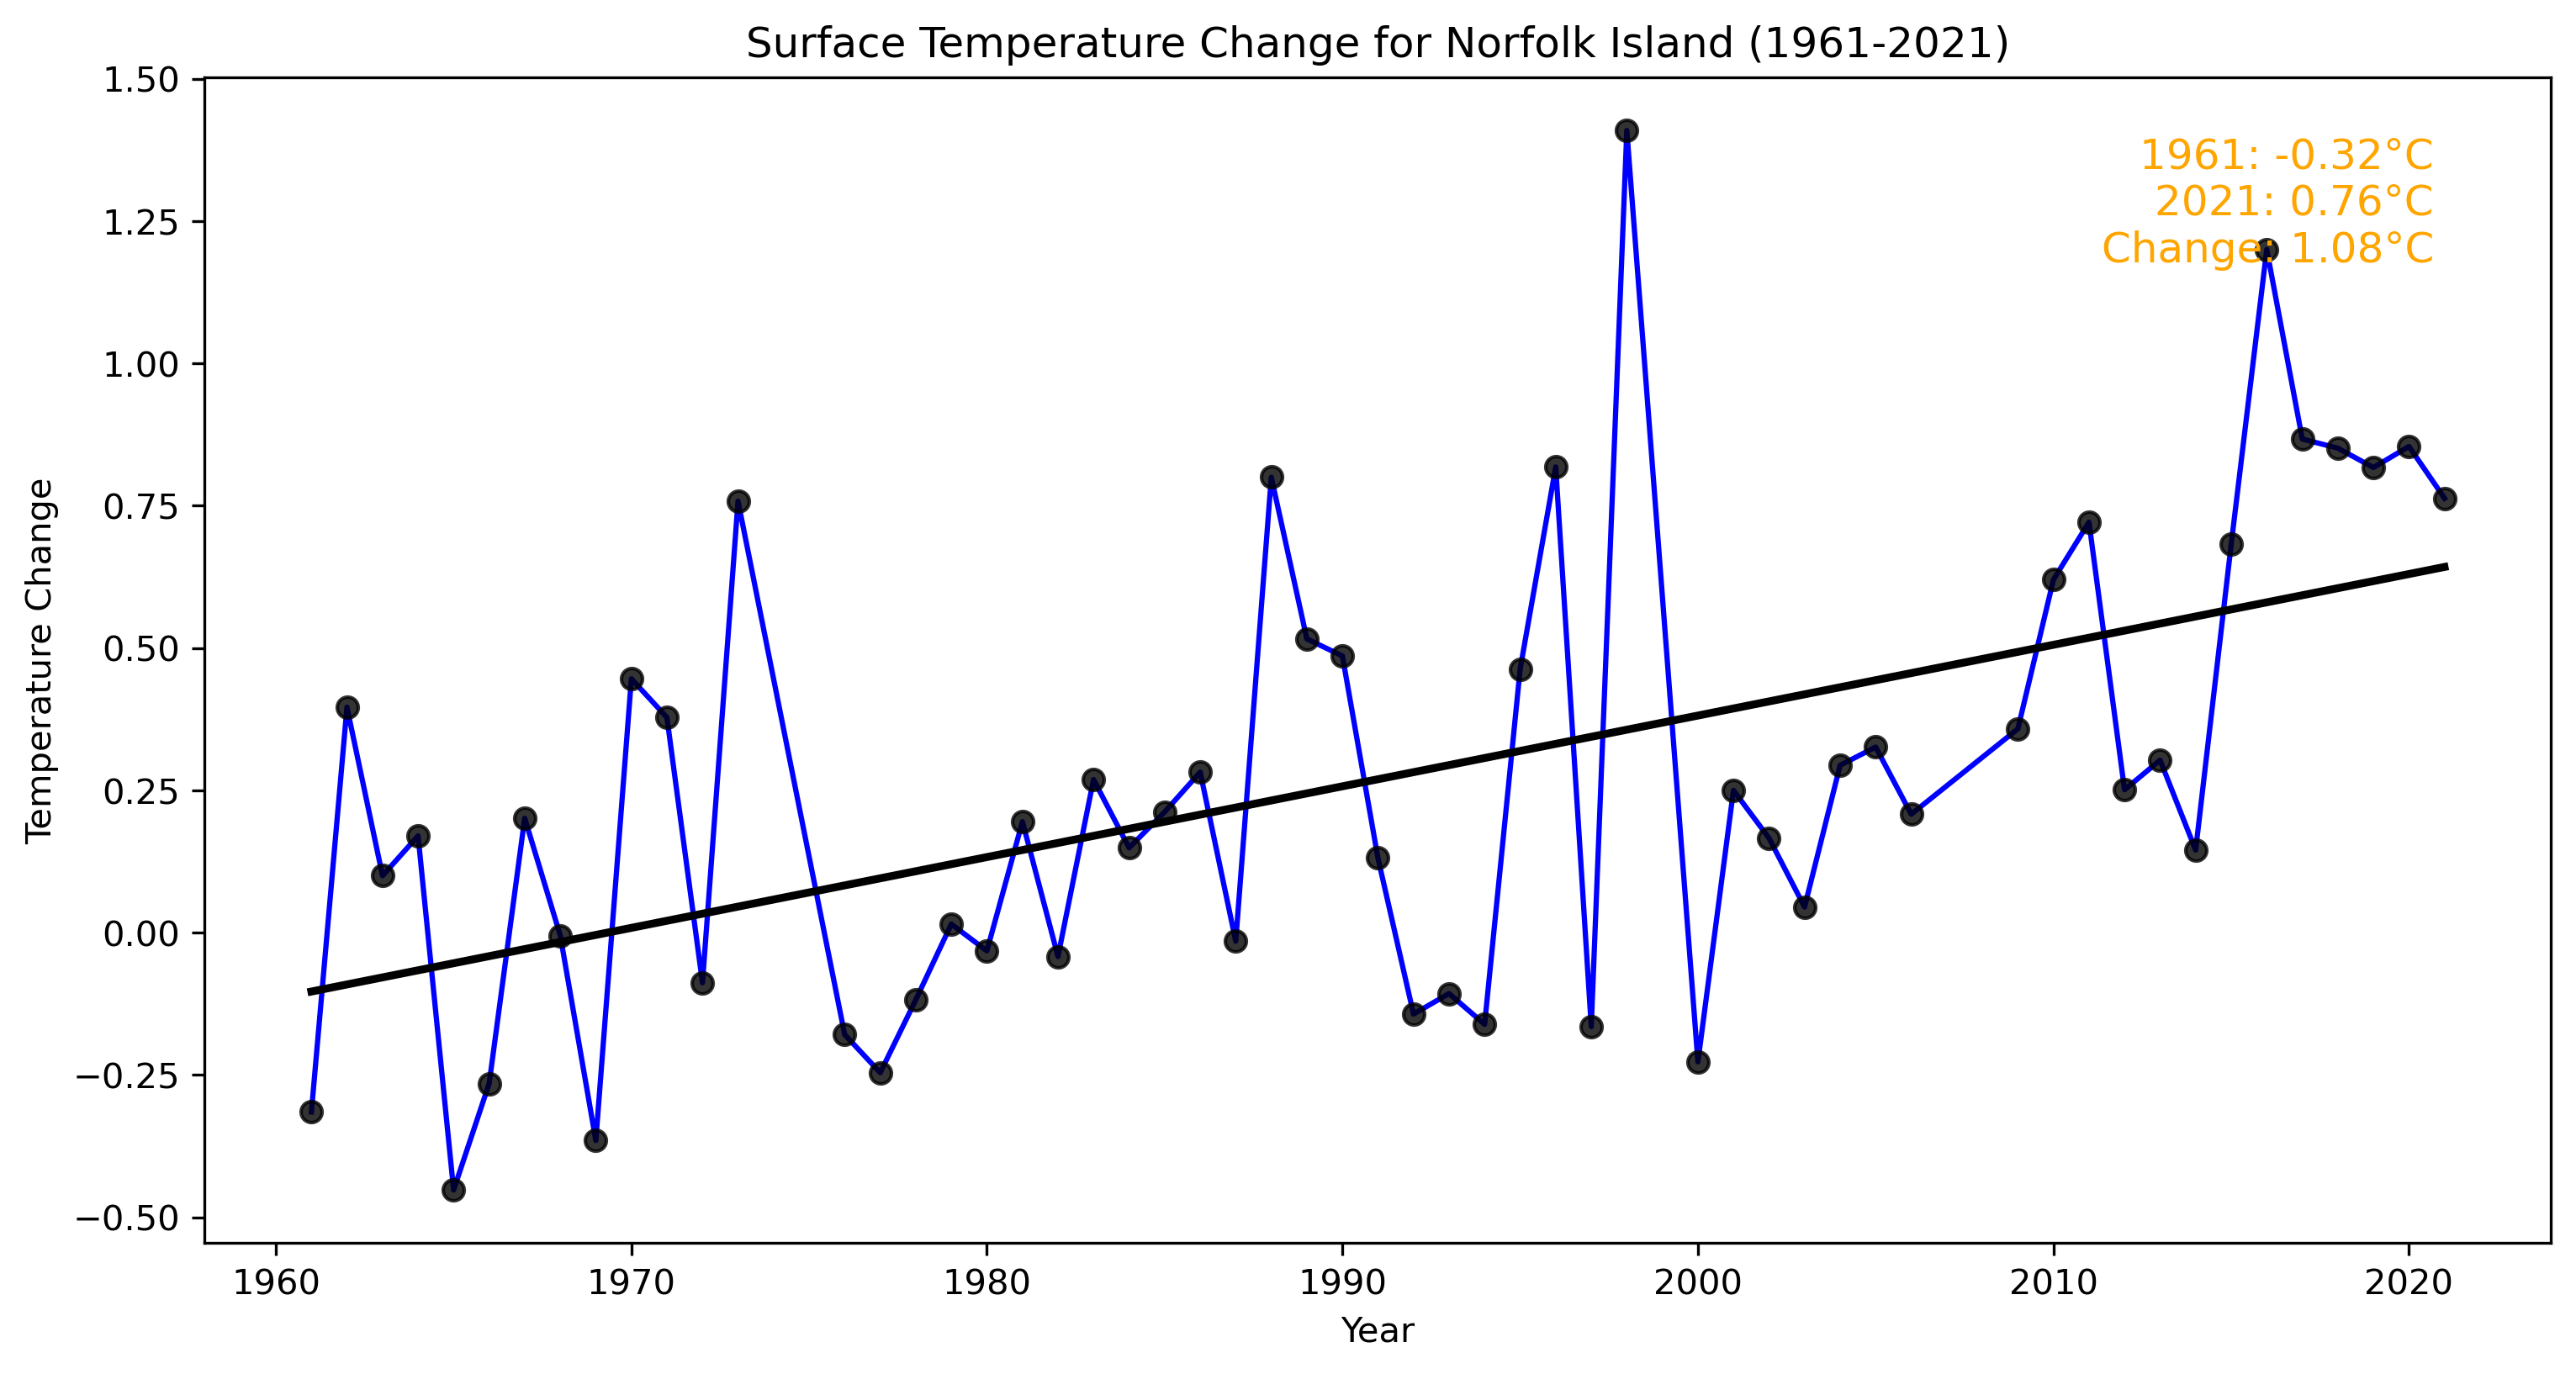 Surface Temperature Change for Norfolk Island (1961-2021)
1.50
1.25
1.00
0.75
0.50
0.25
0.00
−0.25
−0.50
Temperature Change
1961: -0.32°C
2021: 0.76°C
Change: 1.08°C
1960 1970 1980 1990 2000 2010 2020
Year